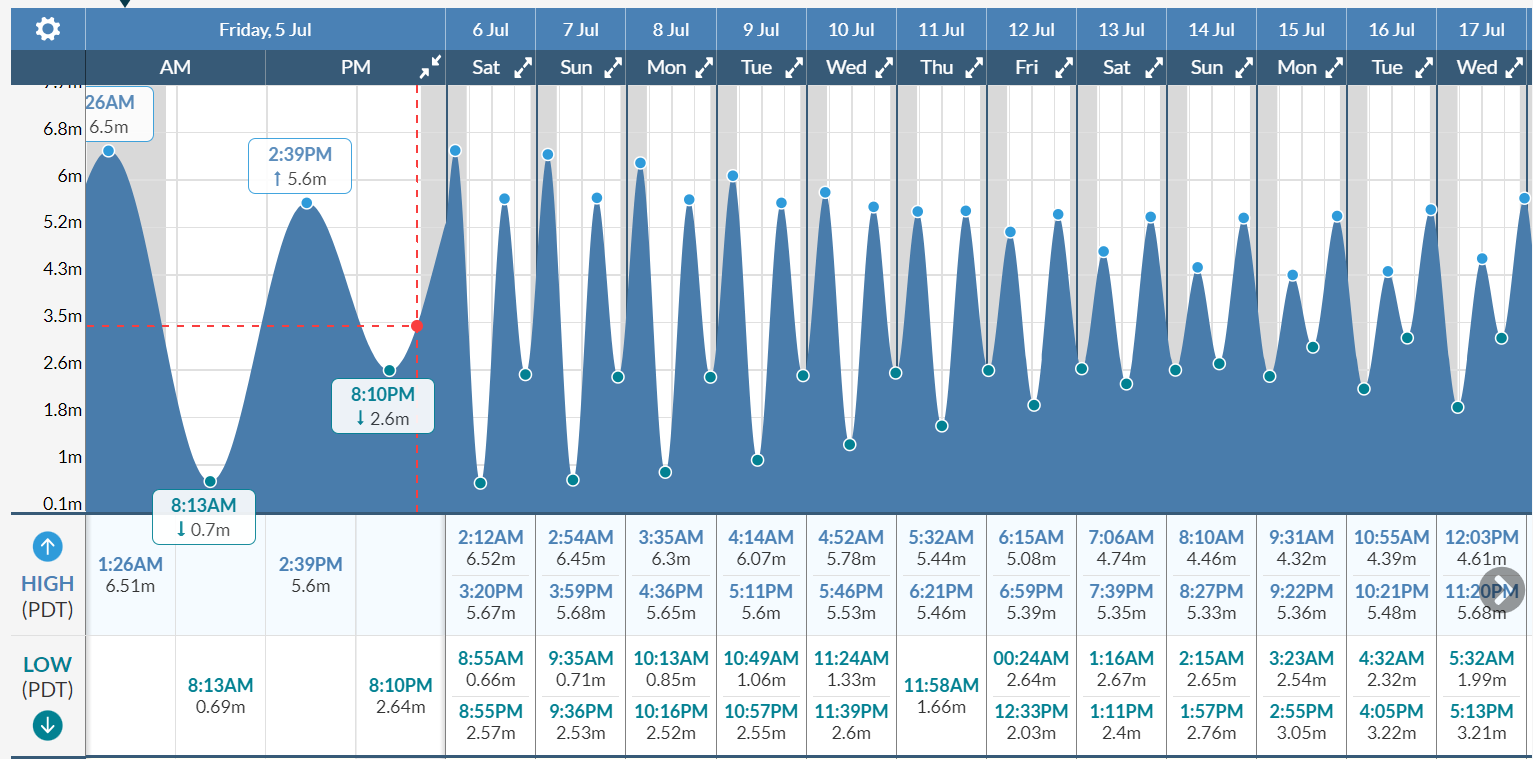 Friday, 5 Jul 6 Jul 7 Jul 8 Jul 9 Jul 10 Jul 11 Jul 12 Jul 13 Jul 14 Jul 15 Jul 16 Jul 17 Jul
AM PM Sat Sun Mon Tue Wed Thu Fri Sat Sun Mon Tue Wed
26AM
6.5m
6.8m
2:39PM
↑ 5.6m
6m
5.2m
4.3m
3.5m
2.6m
8:10PM
↓ 2.6m
1.8m
1m
0.1m
8:13AM
↓ 0.7m
HIGH
(PDT)
1:26AM
6.51m
2:39PM
5.6m
2:12AM 2:54AM 3:35AM 4:14AM 4:52AM 5:32AM 6:15AM 7:06AM 8:10AM 9:31AM 10:55AM 12:03PM
6.52m 6.45m 6.3m 6.07m 5.78m 5.44m 5.08m 4.74m 4.46m 4.32m 4.39m 4.61m
3:20PM 3:59PM 4:36PM 5:11PM 5:46PM 6:21PM 6:59PM 7:39PM 8:27PM 9:22PM 10:21PM 11:20PM
5.67m 5.68m 5.65m 5.6m 5.53m 5.46m 5.39m 5.35m 5.33m 5.36m 5.48m 5.68m
LOW
(PDT)
8:13AM
0.69m
8:10PM
2.64m
8:55AM 9:35AM 10:13AM 10:49AM 11:24AM 11:58AM 00:24AM 1:16AM 2:15AM 3:23AM 4:32AM 5:32AM
0.66m 0.71m 0.85m 1.06m 1.33m 1.66m 2.64m 2.67m 2.65m 2.54m 2.32m 1.99m
8:55PM 9:36PM 10:16PM 10:57PM 11:39PM 12:33PM 1:11PM 1:57PM 2:55PM 4:05PM 5:13PM
2.57m 2.53m 2.52m 2.55m 2.6m 2.03m 2.4m 2.76m 3.05m 3.22m 3.21m